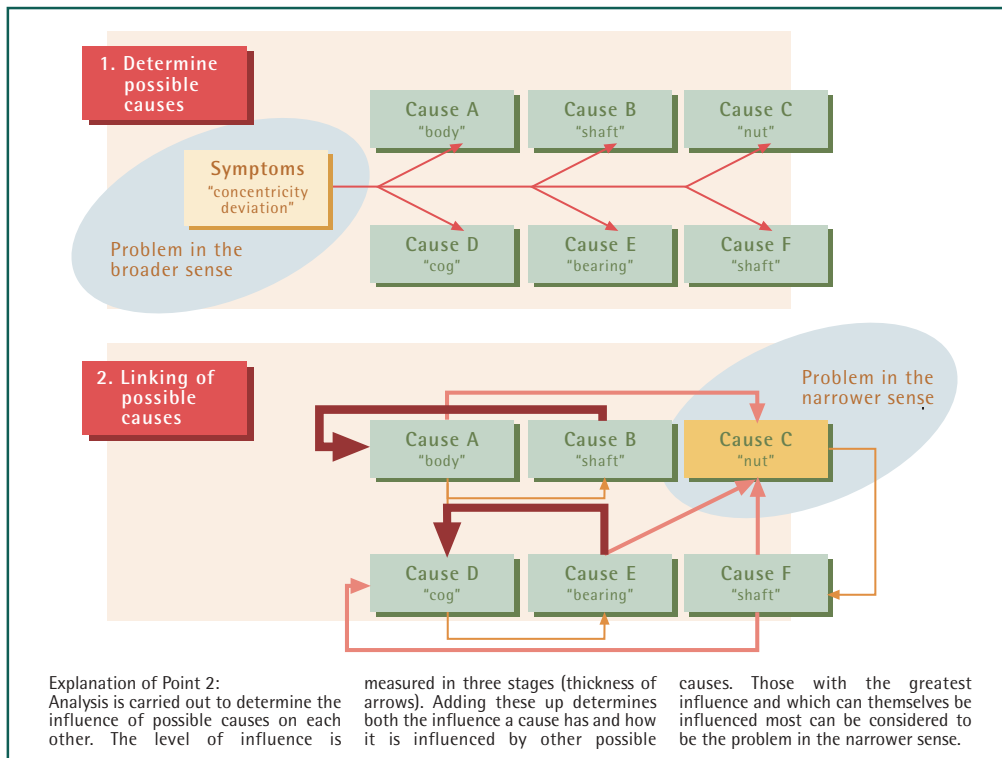 1. Determine
possible
causes
Cause A
"body"
Cause B
"shaft"
Cause C
"nut"
Symptoms
"concentricity
deviation"
Problem in the
broader sense
Cause D
"cog"
Cause E
"bearing"
Cause F
"shaft"
2. Linking of
possible
causes
Problem in the
narrower sense
Cause A
"body"
Cause B
"shaft"
Cause C
"nut"
Cause D
"cog"
Cause E
"bearing"
Cause F
"shaft"
Explanation of Point 2:
Analysis is carried out to determine the
influence of possible causes on each
other. The level of influence is
measured in three stages (thickness of
arrows). Adding these up determines
both the influence a cause has and how
it is influenced by other possible
causes. Those with the greatest
influence and which can themselves be
influenced most can be considered to
be the problem in the narrower sense.